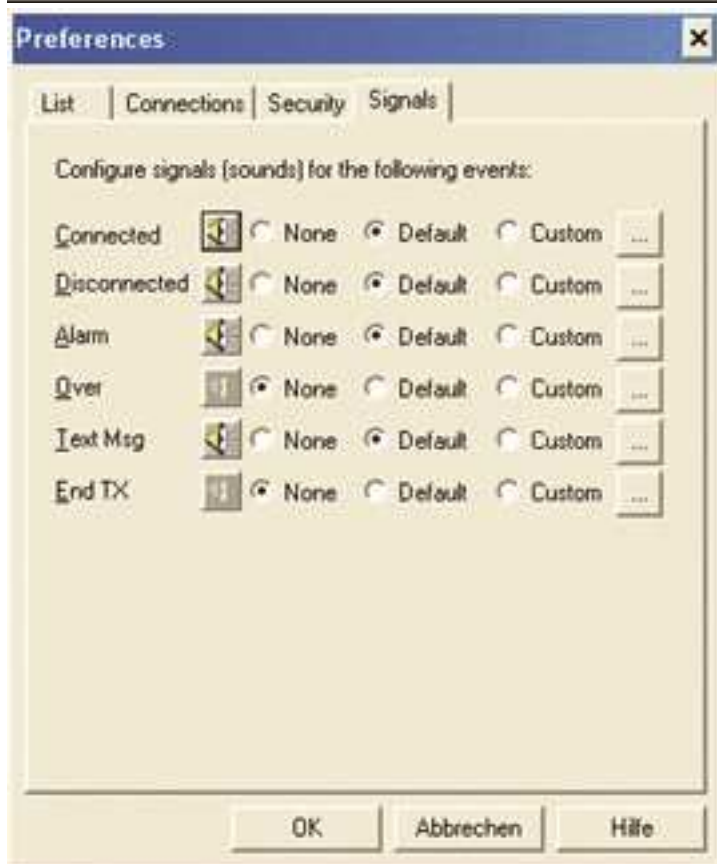 Preferences
List Connections Security Signals
Configure signals (sounds) for the following events:
Connected None Default Custom ...
Disconnected None Default Custom ...
Alarm None Default Custom ...
Over None Default Custom ...
Text Msg None Default Custom ...
End TX None Default Custom ...
OK Abbrechen Hilfe